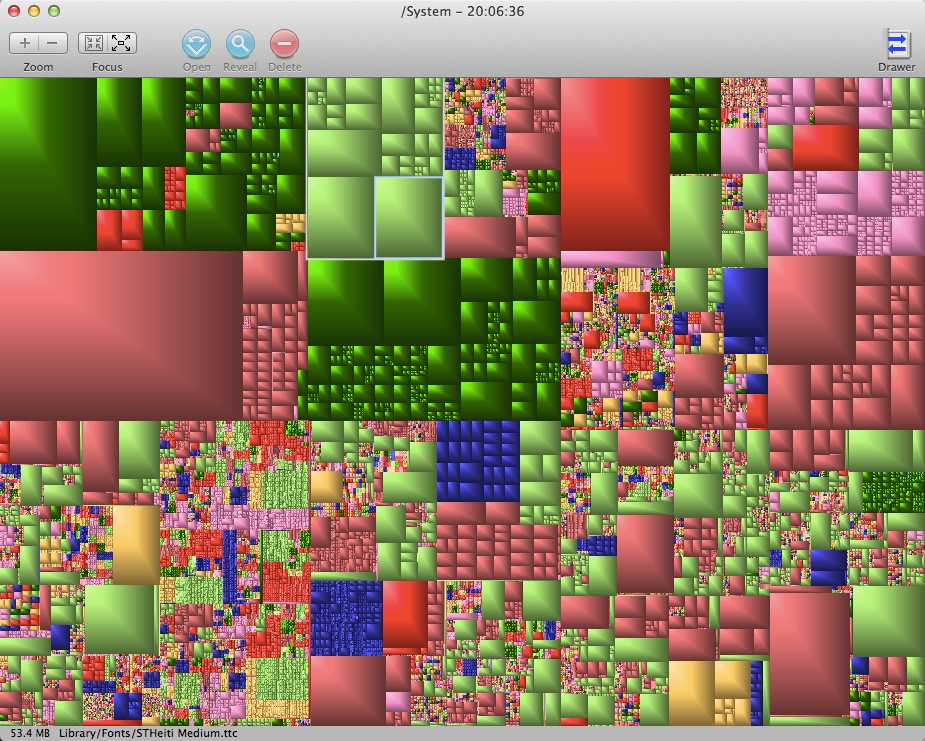 /System – 20:06:36
Zoom
Focus
Open
Reveal
Delete
Drawer
53.4 MB Library/Fonts/STHeiti Medium.ttc